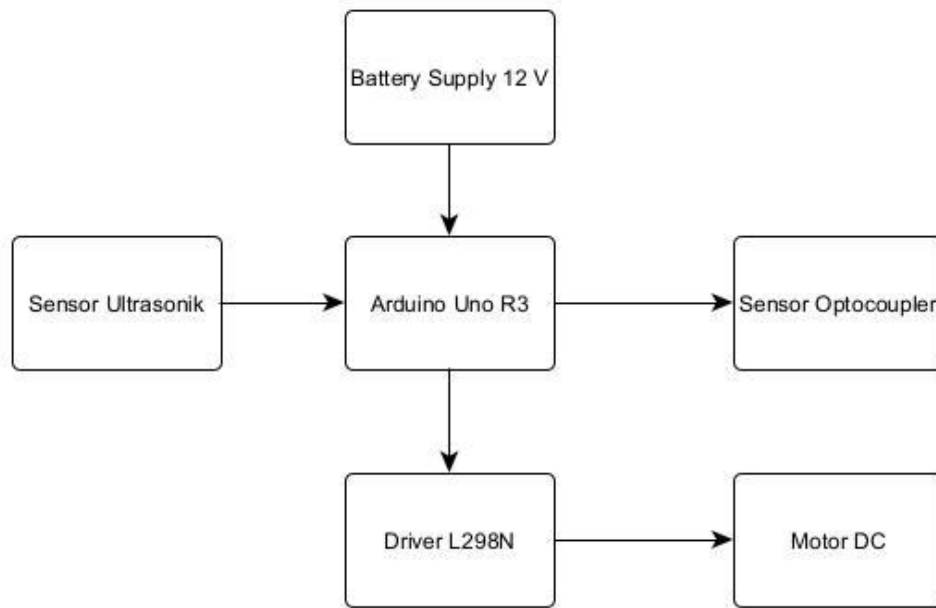 Battery Supply 12 V
Sensor Ultrasonik
Arduino Uno R3
Sensor Optocoupler
Driver L298N
Motor DC